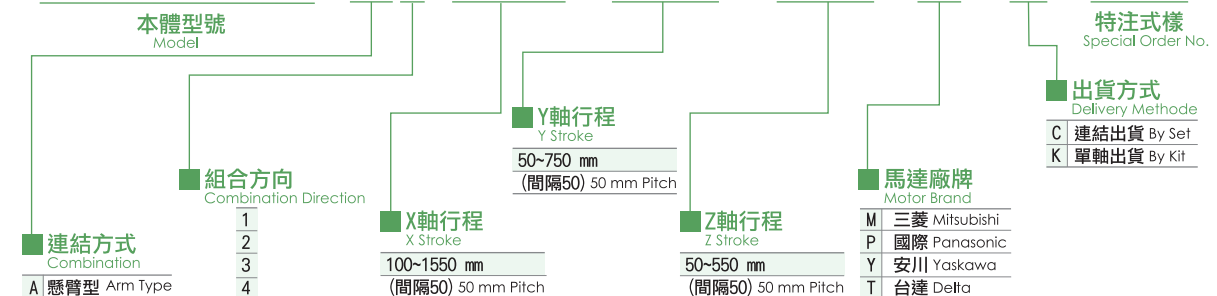 本體型號
Model
特注式樣
Special Order No.
出貨方式
Delivery Methode
C 連結出貨 By Set
K 單軸出貨 By Kit
Y軸行程
Y Stroke
50~750 mm
(間隔50) 50 mm Pitch
組合方向
Combination Direction
1
2
3
4
馬達廠牌
Motor Brand
M 三菱 Mitsubishi
P 國際 Panasonic
Y 安川 Yaskawa
T 台達 Delta
X軸行程
X Stroke
100~1550 mm
(間隔50) 50 mm Pitch
Z軸行程
Z Stroke
50~550 mm
(間隔50) 50 mm Pitch
連結方式
Combination
A 懸臂型 Arm Type